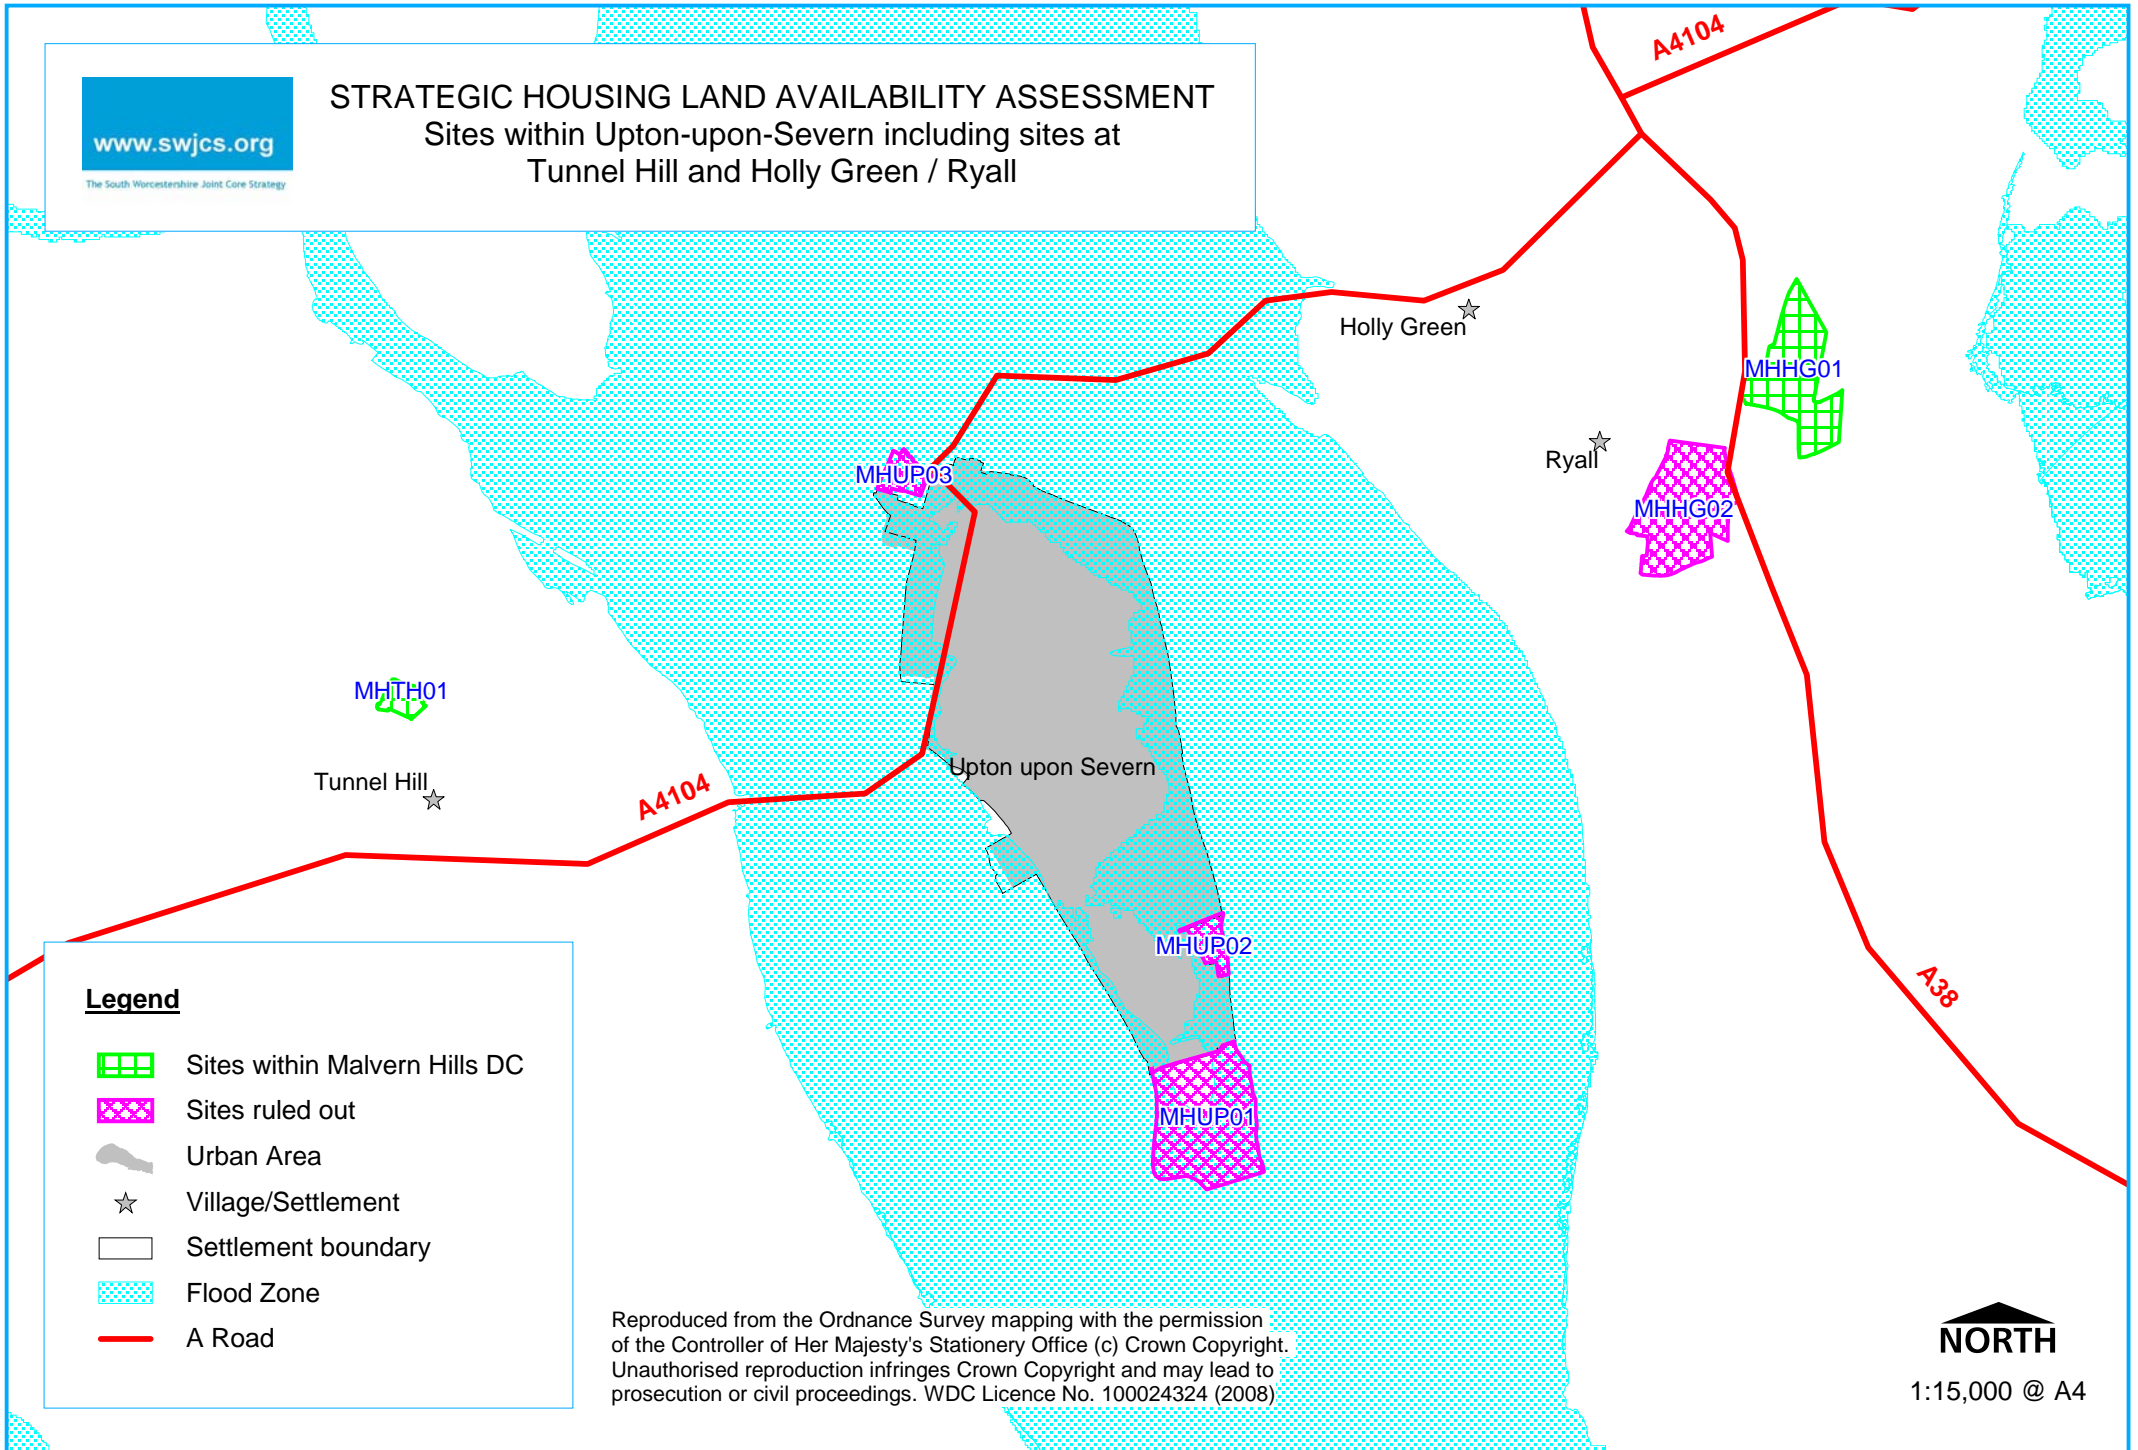 www.swjcs.org
The South Worcestershire Joint Core Strategy
STRATEGIC HOUSING LAND AVAILABILITY ASSESSMENT
Sites within Upton-upon-Severn including sites at
Tunnel Hill and Holly Green / Ryall
A4104
Holly Green
MHHG01
Ryall
MHUP03
MHHG02
MHTH01
Tunnel Hill
A4104
Upton upon Severn
MHUP02
A38
MHUP01
Legend
Sites within Malvern Hills DC
Sites ruled out
Urban Area
Village/Settlement
Settlement boundary
Flood Zone
A Road
Reproduced from the Ordnance Survey mapping with the permission
of the Controller of Her Majesty's Stationery Office (c) Crown Copyright.
Unauthorised reproduction infringes Crown Copyright and may lead to
prosecution or civil proceedings. WDC Licence No. 100024324 (2008)
NORTH
1:15,000 @ A4